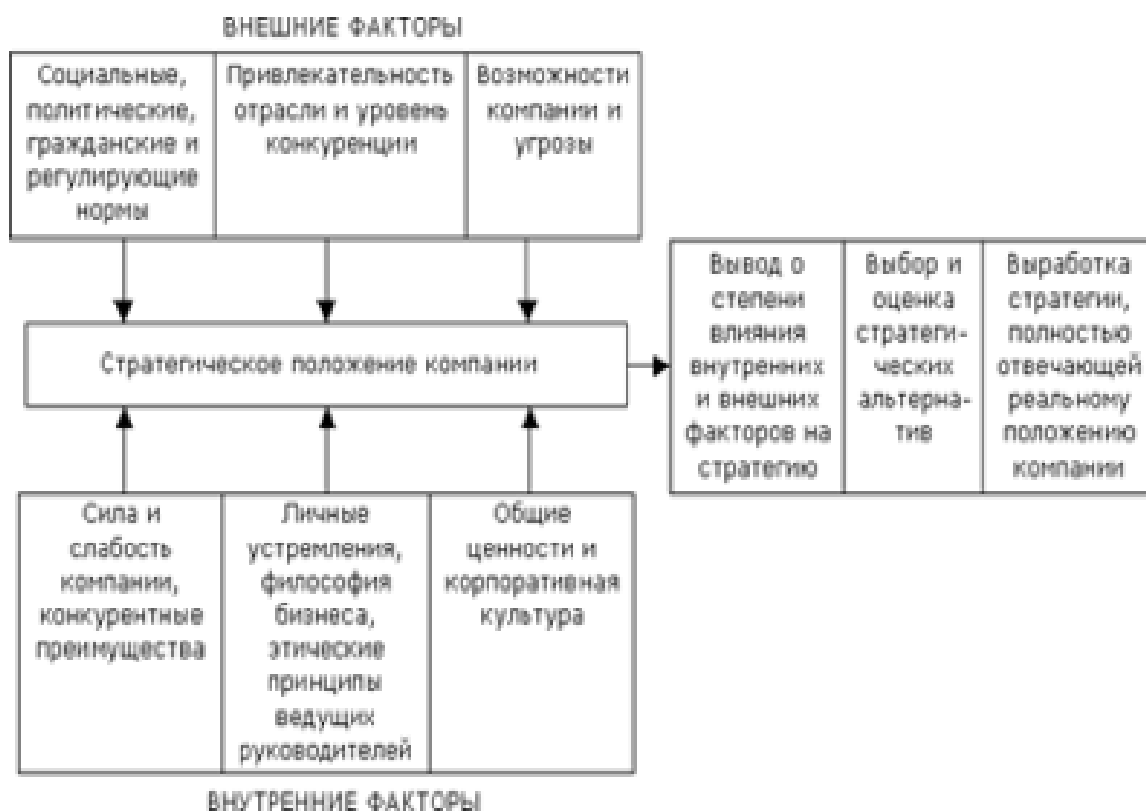 ВНЕШНИЕ ФАКТОРЫ
Социальные,
политические,
гражданские и
регулирующие
нормы
Привлекательность
отрасли и уровень
конкуренции
Возможности
компании и
угрозы
Стратегическое положение компании
Вывод о
степени
влияния
внутренних
и внешних
факторов на
стратегию
Выбор и
оценка
стратеги-
ческих
альтерна-
тив
Выработка
стратегии,
полностью
отвечающей
реальному
положению
компании
Сила и
слабость
компании,
конкурентные
преимущества
Личные
устремления,
философия
бизнеса,
этические
принципы
ведущих
руководителей
Общие
ценности и
корпоративная
культура
ВНУТРЕННИЕ ФАКТОРЫ